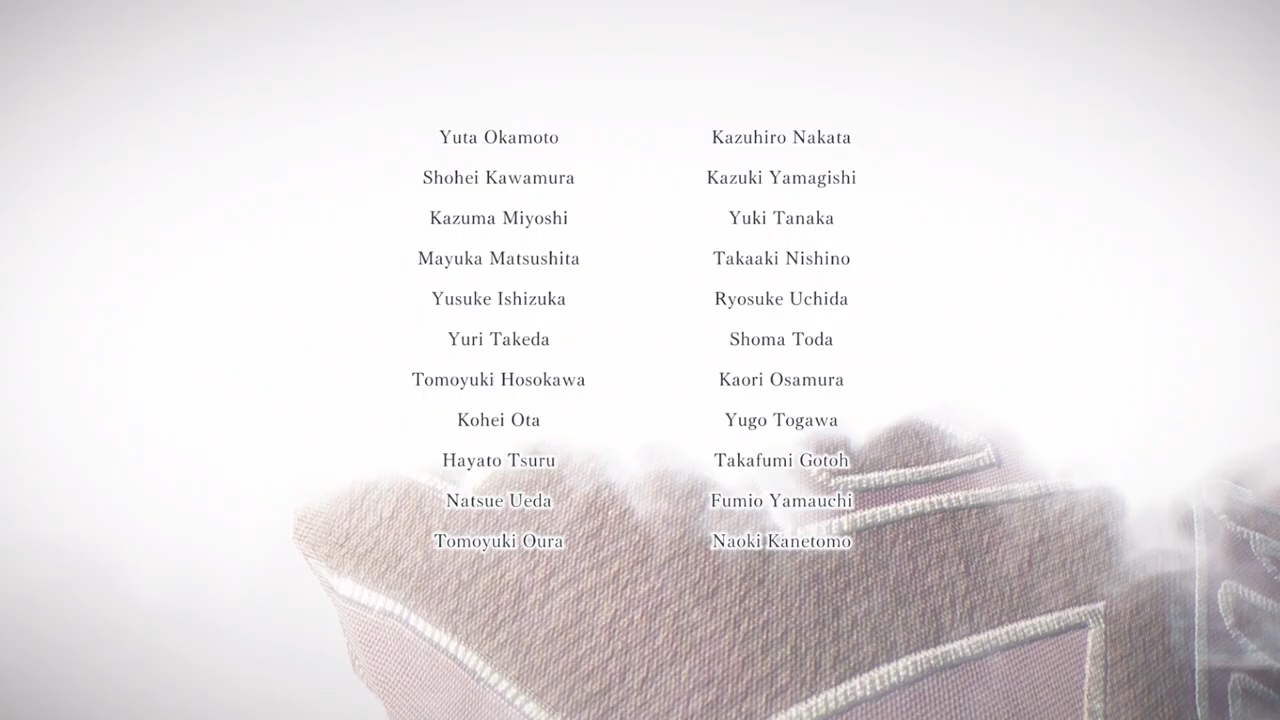 Yuta Okamoto
Shohei Kawamura
Kazuma Miyoshi
Mayuka Matsushita
Yusuke Ishizuka
Yuri Takeda
Tomoyuki Hosokawa
Kohei Ota
Hayato Tsuru
Natsue Ueda
Tomoyuki Oura
Kazuhiro Nakata
Kazuki Yamagishi
Yuki Tanaka
Takaaki Nishino
Ryosuke Uchida
Shoma Toda
Kaori Osamura
Yugo Togawa
Takafumi Gotoh
Fumio Yamauchi
Naoki Kanetomo